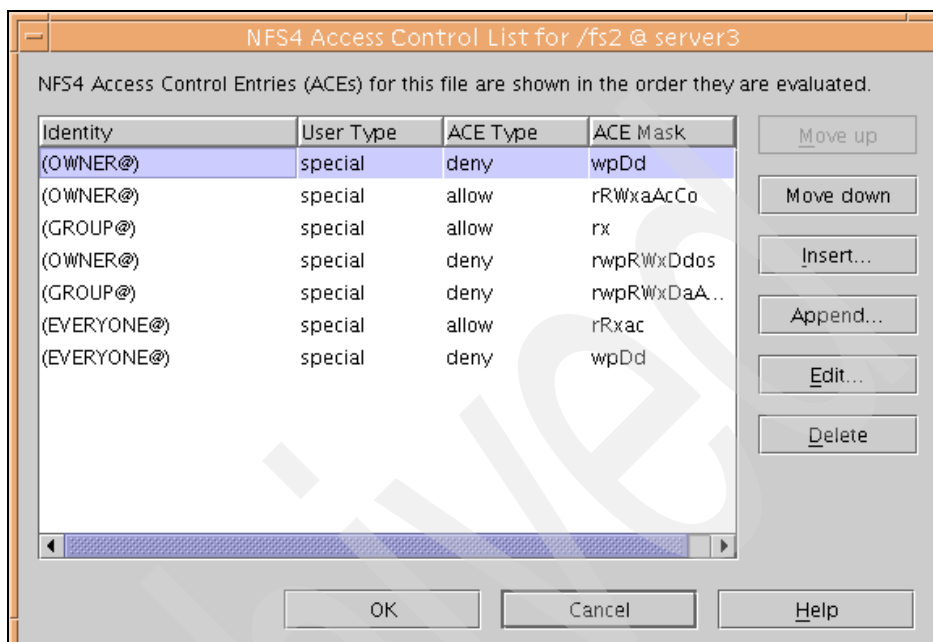 NFS4 Access Control List for /fs2 @ server3
NFS4 Access Control Entries (ACEs) for this file are shown in the order they are evaluated.
Identity User Type ACE Type ACE Mask
(OWNER@) special deny wpDd
(OWNER@) special allow rRWxaAcCo
(GROUP@) special allow rx
(OWNER@) special deny rwpRWxDdos
(GROUP@) special deny rwpRWxDaA...
(EVERYONE@) special allow rRxac
(EVERYONE@) special deny wpDd
Move up
Move down
Insert...
Append...
Edit...
Delete
OK Cancel Help